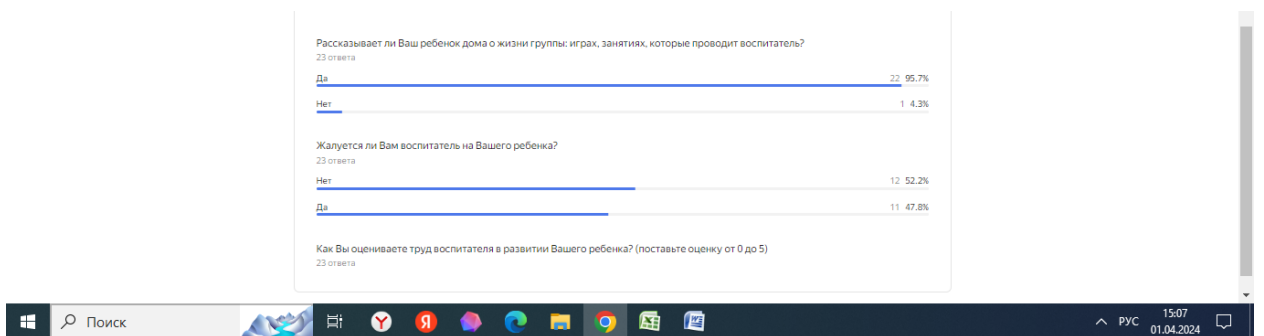 Рассказывает ли Ваш ребенок дома о жизни группы: играх, занятиях, которые проводит воспитатель?
23 ответа
Да 22 95.7%
Нет 1 4.3%
Жалуется ли Вам воспитатель на Вашего ребенка?
23 ответа
Нет 12 52.2%
Да 11 47.8%
Как Вы оцениваете труд воспитателя в развитии Вашего ребенка? (поставьте оценку от 0 до 5)
23 ответа
Поиск
РУС
15:07
01.04.2024